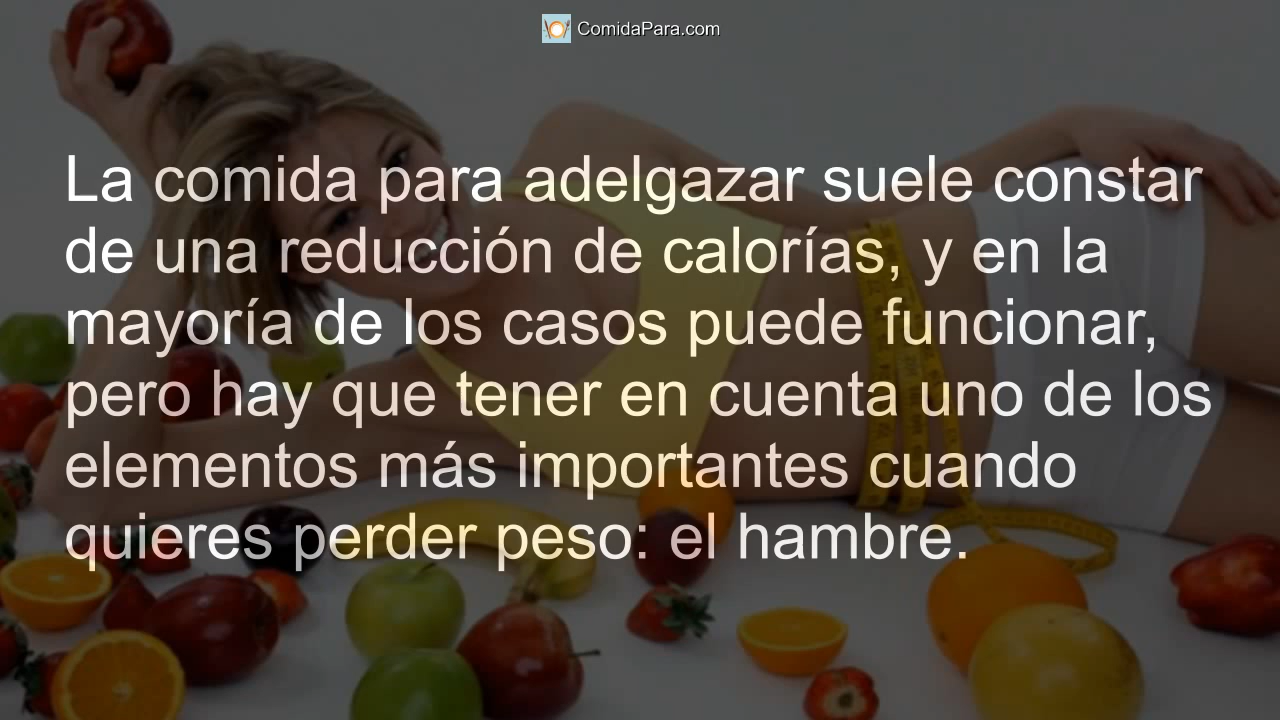 ComidaPara.com
La comida para adelgazar suele constar
de una reducción de calorías, y en la
mayoría de los casos puede funcionar,
pero hay que tener en cuenta uno de los
elementos más importantes cuando
quieres perder peso: el hambre.